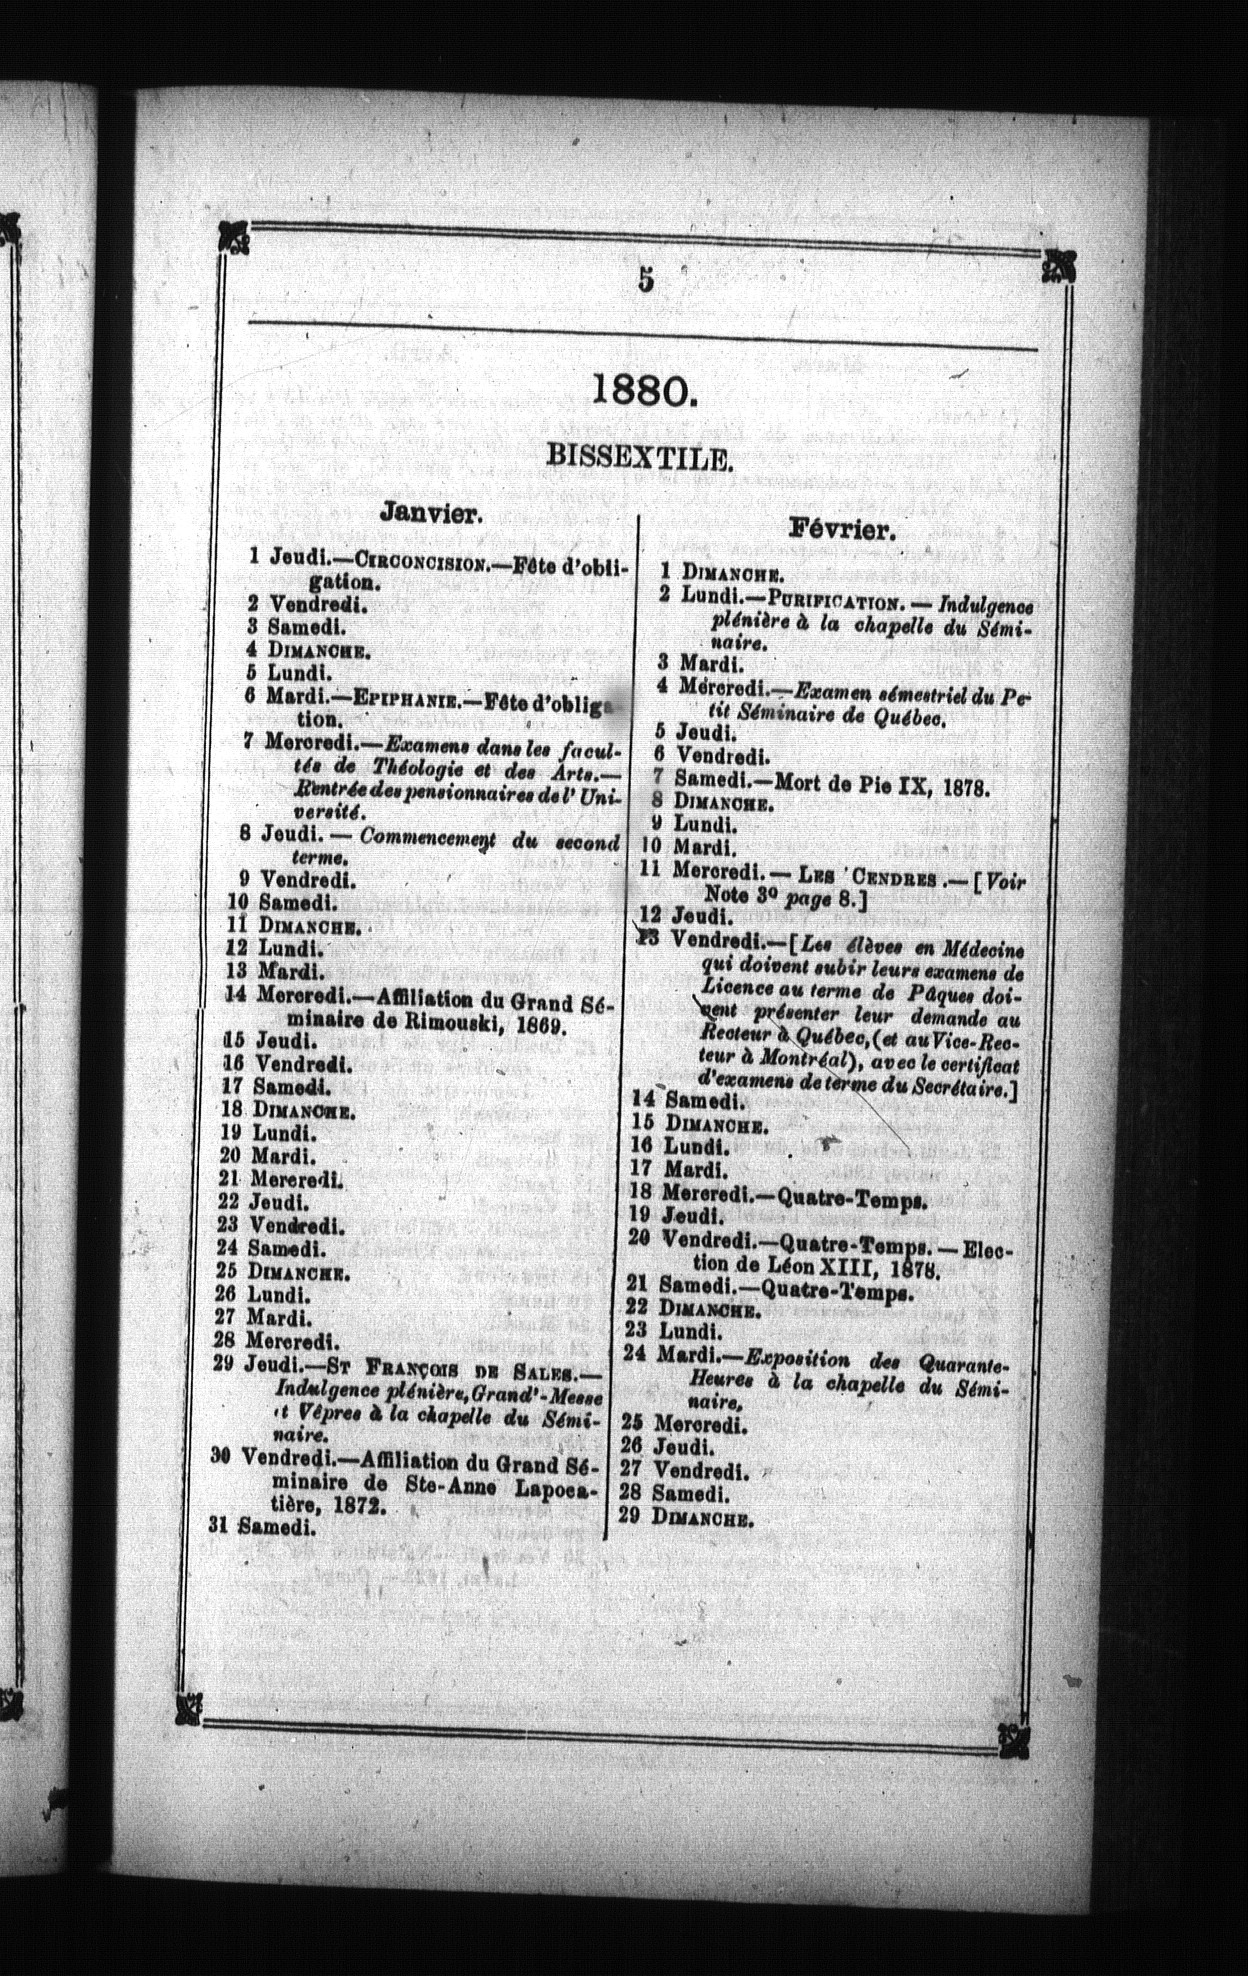 5
1880.
BISSEXTILE.
Janvier.
1 Jeudi.—CIRCONCISION.—Fête d'obli-
gation.
2 Vendredi.
3 Samedi.
4 DIMANCHE.
5 Lundi.
6 Mardi.—EPIPHANIE.—Fête d'obliga-
tion.
7 Mercredi.—Examens dans les facul-
tés de Théologie et des Arts.—
Rentrée des pensionnaires de l'Uni-
versité.
8 Jeudi.—Commencement du second
terme.
9 Vendredi.
10 Samedi.
11 DIMANCHE.
12 Lundi.
13 Mardi.
14 Mercredi.—Affiliation du Grand Sé-
minaire de Rimouski, 1869.
15 Jeudi.
16 Vendredi.
17 Samedi.
18 DIMANCHE.
19 Lundi.
20 Mardi.
21 Mercredi.
22 Jeudi.
23 Vendredi.
24 Samedi.
25 DIMANCHE.
26 Lundi.
27 Mardi.
28 Mercredi.
29 Jeudi.—ST FRANÇOIS DE SALES.—
Indulgence plénière, Grand'-Messe
et Vêpres à la chapelle du Sémi-
naire.
30 Vendredi.—Affiliation du Grand Sé-
minaire de Ste-Anne Lapoca-
tière, 1872.
31 Samedi.
Février.
1 DIMANCHE.
2 Lundi.—PURIFICATION.—Indulgence
plénière à la chapelle du Sémi-
naire.
3 Mardi.
4 Mercredi.—Examen sémestriel du Pe-
tit Séminaire de Québec.
5 Jeudi.
6 Vendredi.
7 Samedi.—Mort de Pie IX, 1878.
8 DIMANCHE.
9 Lundi.
10 Mardi.
11 Mercredi.—LES CENDRES.—[Voir
Note 3o page 8.]
12 Jeudi.
13 Vendredi.—[Les élèves en Médecine
qui doivent subir leurs examens de
Licence au terme de Pâques doi-
vent présenter leur demande au
Recteur à Québec, (et au Vice-Rec-
teur à Montréal), avec le certificat
d'examens de terme du Secrétaire.]
14 Samedi.
15 DIMANCHE.
16 Lundi.
17 Mardi.
18 Mercredi.—Quatre-Temps.
19 Jeudi.
20 Vendredi.—Quatre-Temps.—Elec-
tion de Léon XIII, 1878.
21 Samedi.—Quatre-Temps.
22 DIMANCHE.
23 Lundi.
24 Mardi.—Exposition des Quarante-
Heures à la chapelle du Sémi-
naire.
25 Mercredi.
26 Jeudi.
27 Vendredi.
28 Samedi.
29 DIMANCHE.